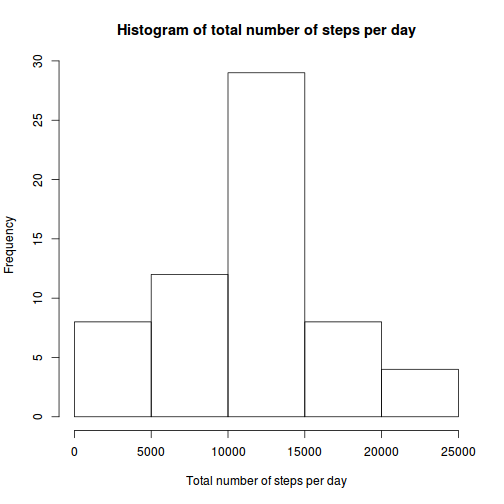 Histogram of total number of steps per day
Frequency
30
25
20
15
10
5
0
0 5000 10000 15000 20000 25000
Total number of steps per day